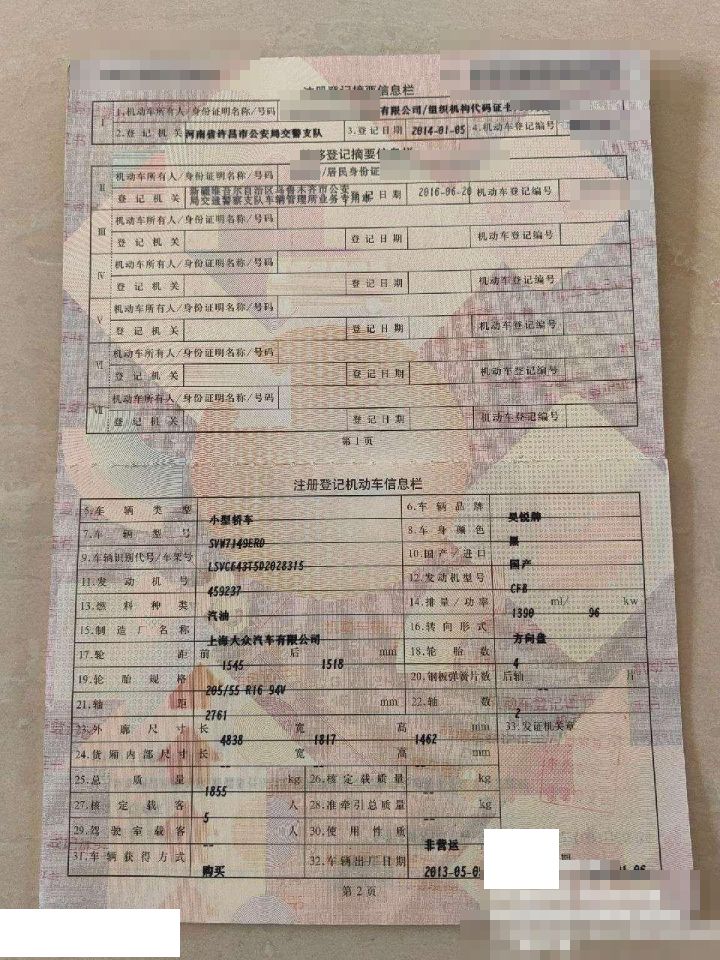 注册登记摘要信息栏
I 1.机动车所有人/身份证明名称/号码 有限公司/组织机构代码证
2.登记机关 河南省许昌市公安局交警支队 3.登记日期 2014-01-05 4.机动车登记编号
登记摘要信息栏
II 机动车所有人/身份证明名称/号码 /居民身份证
登记机关 新疆维吾尔自治区乌鲁木齐市公安 登记日期 2016-06-20 机动车登记编号
局交通警察支队车辆管理所业务专用章
III 机动车所有人/身份证明名称/号码
登记机关 登记日期 机动车登记编号
IV 机动车所有人/身份证明名称/号码
登记机关 登记日期 机动车登记编号
V 机动车所有人/身份证明名称/号码
登记机关 登记日期 机动车登记编号
VI 机动车所有人/身份证明名称/号码
登记机关 登记日期 机动车登记编号
VII 机动车所有人/身份证明名称/号码
登记机关 登记日期 机动车登记编号
第1页
注册登记机动车信息栏
5.车辆类型 小型轿车 6.车辆品牌 昊锐牌
7.车辆型号 SVW7149ERD 8.车身颜色 黑
9.车辆识别代号/车架号 LSVCE43T5D2028315 10.国产/进口 国产
11.发动机号 459237 12.发动机型号 CFB
13.燃料种类 汽油 14.排量/功率 1390 ml/ 96 kw
15.制造厂名称 上海大众汽车有限公司 16.转向形式 方向盘
17.轮距 前 1545 后 1518 mm 18.轮胎数 4
19.轮胎规格 205/55 R16 94V 20.钢板弹簧片数 后轴 -- 片
21.轴距 2761 mm 22.轴数 2
23.外廓尺寸 长 4838 宽 1817 高 1462 mm 33.发证机关章
24.货厢内部尺寸 长 -- 宽 -- 高 -- mm
25.总质量 1855 kg 26.核定载质量 -- kg
27.核定载客 5 人 28.准牵引总质量 -- kg
29.驾驶室载客 -- 人 30.使用性质 非营运
31.车辆获得方式 购买 32.车辆出厂日期 2013-05-0 期
第2页